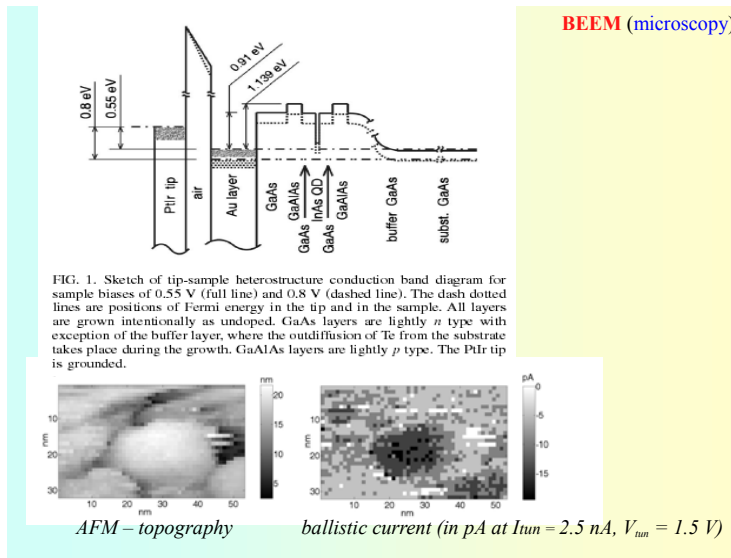 BEEM (microscopy)
0.8 eV
0.55 eV
0.91 eV
1.139 eV
PtIr tip
air
Au layer
GaAs
GaAlAs
GaAs
InAs QD
GaAs
GaAlAs
buffer GaAs
subst. GaAs
FIG. 1. Sketch of tip-sample heterostructure conduction band diagram for
sample biases of 0.55 V (full line) and 0.8 V (dashed line). The dash dotted
lines are positions of Fermi energy in the tip and in the sample. All layers
are grown intentionally as undoped. GaAs layers are lightly n type with
exception of the buffer layer, where the outdiffusion of Te from the substrate
takes place during the growth. GaAlAs layers are lightly p type. The PtIr tip
is grounded.
nm
20
15
10
5
10
20
30
nm
10 20 30 40 50
nm
pA
0
-5
-10
-15
10
20
30
nm
10 20 30 40 50
nm
AFM – topography
ballistic current (in pA at Itun = 2.5 nA, Vtun = 1.5 V)